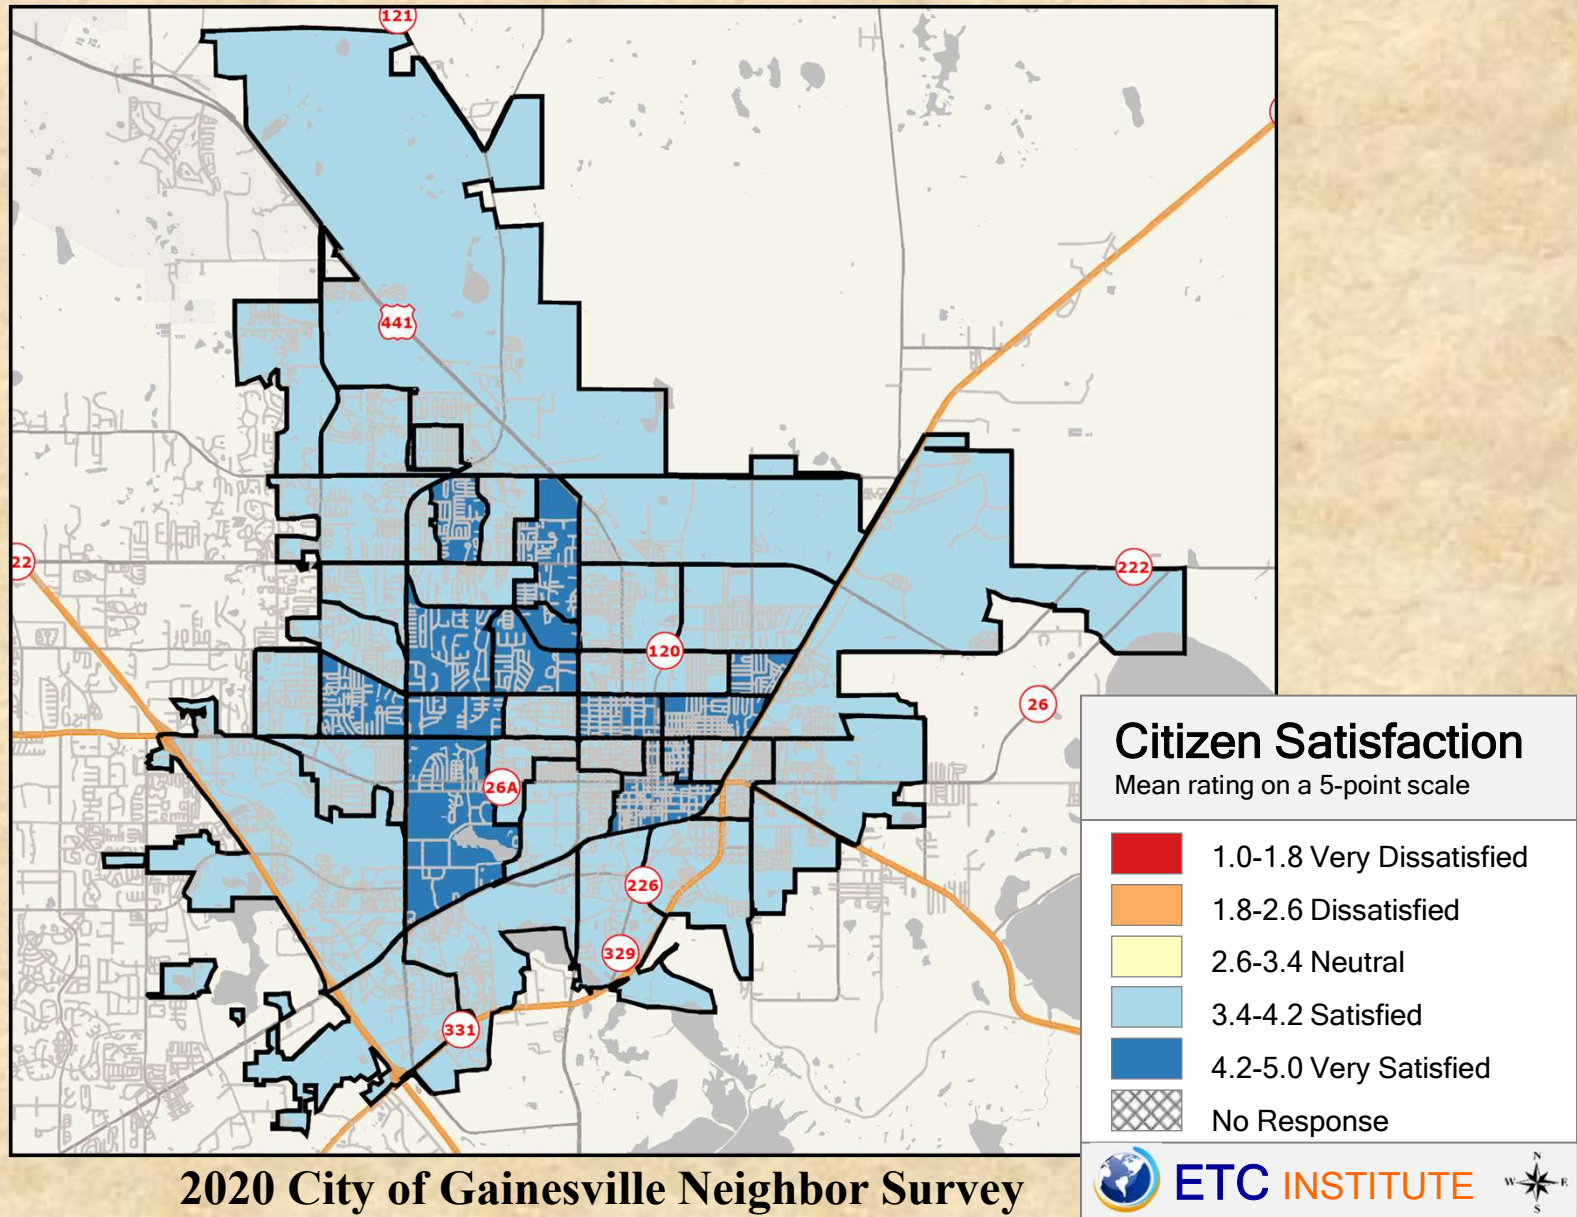 121
441
22
222
120
26
26A
226
329
331
Citizen Satisfaction
Mean rating on a 5-point scale
1.0-1.8 Very Dissatisfied
1.8-2.6 Dissatisfied
2.6-3.4 Neutral
3.4-4.2 Satisfied
4.2-5.0 Very Satisfied
No Response
2020 City of Gainesville Neighbor Survey
ETC INSTITUTE
N
W E
S